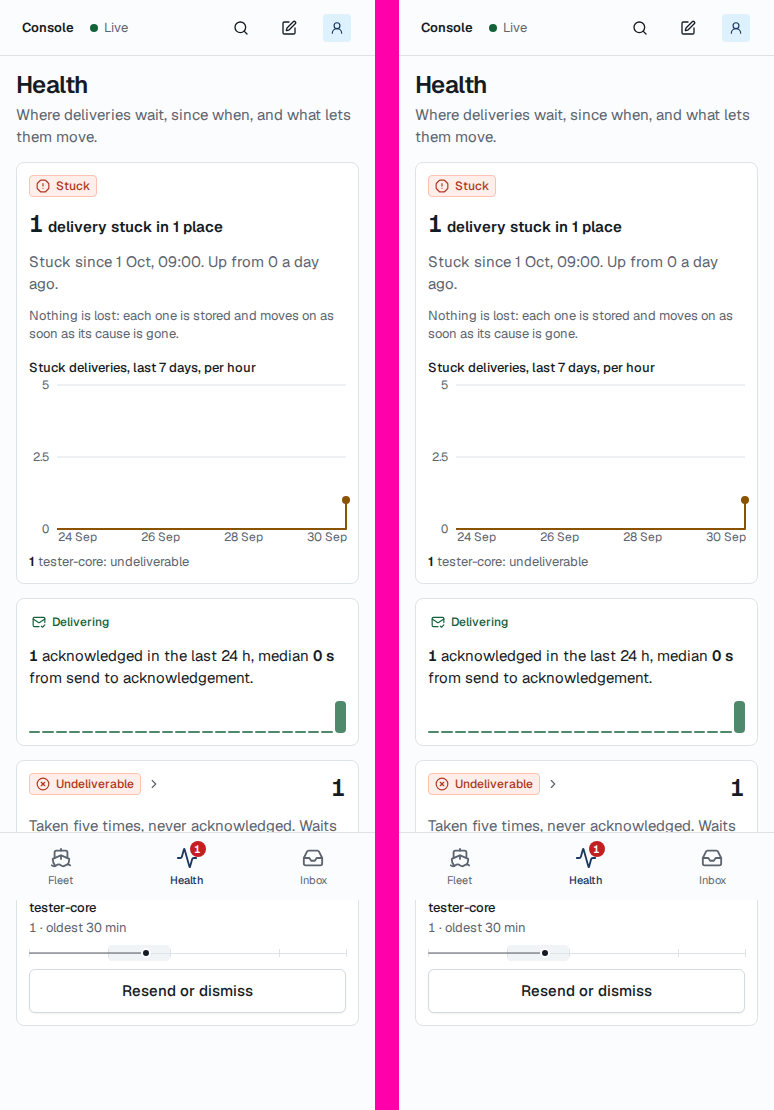 Console Live
Health
Where deliveries wait, since when, and what lets
them move.
Stuck
1 delivery stuck in 1 place
Stuck since 1 Oct, 09:00. Up from 0 a day
ago.
Nothing is lost: each one is stored and moves on as
soon as its cause is gone.
Stuck deliveries, last 7 days, per hour
5
2.5
0
24 Sep 26 Sep 28 Sep 30 Sep
1 tester-core: undeliverable
Delivering
1 acknowledged in the last 24 h, median 0 s
from send to acknowledgement.
Undeliverable 1
Taken five times, never acknowledged. Waits
1
Fleet Health Inbox
tester-core
1 · oldest 30 min
Resend or dismiss
Console Live
Health
Where deliveries wait, since when, and what lets
them move.
Stuck
1 delivery stuck in 1 place
Stuck since 1 Oct, 09:00. Up from 0 a day
ago.
Nothing is lost: each one is stored and moves on as
soon as its cause is gone.
Stuck deliveries, last 7 days, per hour
5
2.5
0
24 Sep 26 Sep 28 Sep 30 Sep
1 tester-core: undeliverable
Delivering
1 acknowledged in the last 24 h, median 0 s
from send to acknowledgement.
Undeliverable 1
Taken five times, never acknowledged. Waits
1
Fleet Health Inbox
tester-core
1 · oldest 30 min
Resend or dismiss